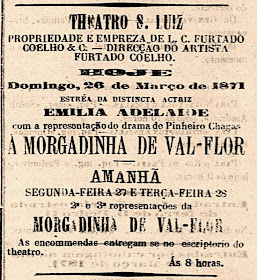 THEATRO S. LUIZ
PROPRIEDADE E EMPREZA DE L. C. FURTADO
COELHO & C. — DIRECÇÃO DO ARTISTA
FURTADO COELHO.
HOJE
Domingo, 26 de Março de 1871
ESTRÉA DA DISTINCTA ACTRIZ
EMILIA ADELAIDE
com a representação do drama de Pinheiro Chagas
A MORGADINHA DE VAL-FLOR
AMANHÃ
SEGUNDA-FEIRA 27 E TERÇA-FEIRA 28
2ª e 3ª representações da
MORGADINHA DE VAL-FLOR
As encommendas entregam se no escriptorio do
theatro.
Ás 8 horas.